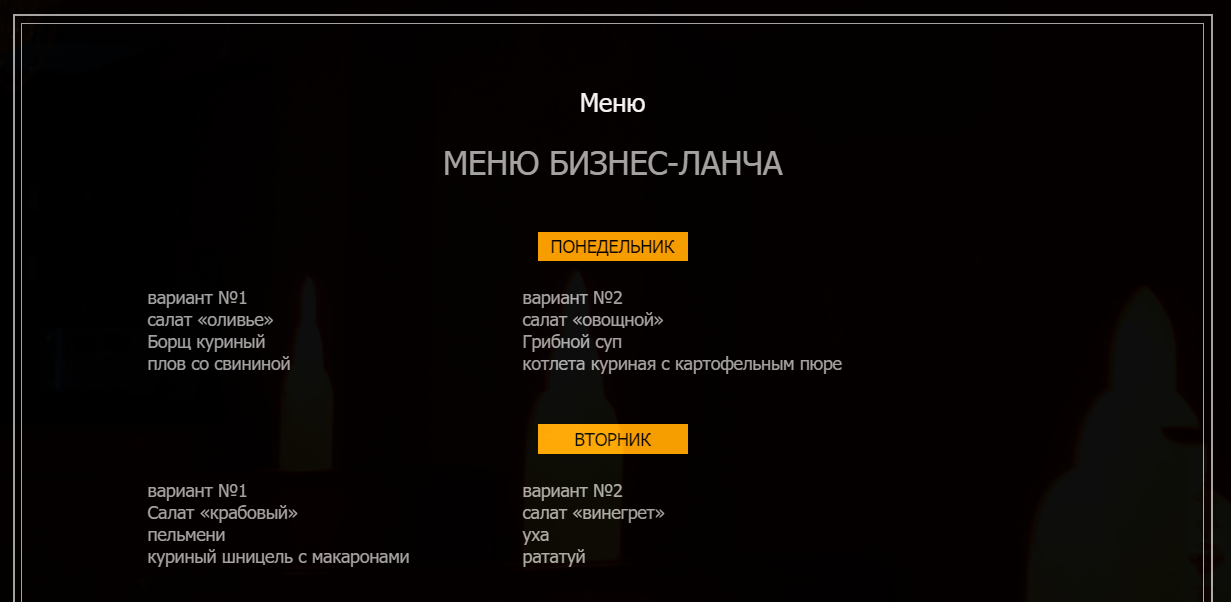 Меню
МЕНЮ БИЗНЕС-ЛАНЧА
ПОНЕДЕЛЬНИК
вариант №1
салат «оливье»
Борщ куриный
плов со свининой
вариант №2
салат «овощной»
Грибной суп
котлета куриная с картофельным пюре
ВТОРНИК
вариант №1
Салат «крабовый»
пельмени
куриный шницель с макаронами
вариант №2
салат «винегрет»
уха
рататуй